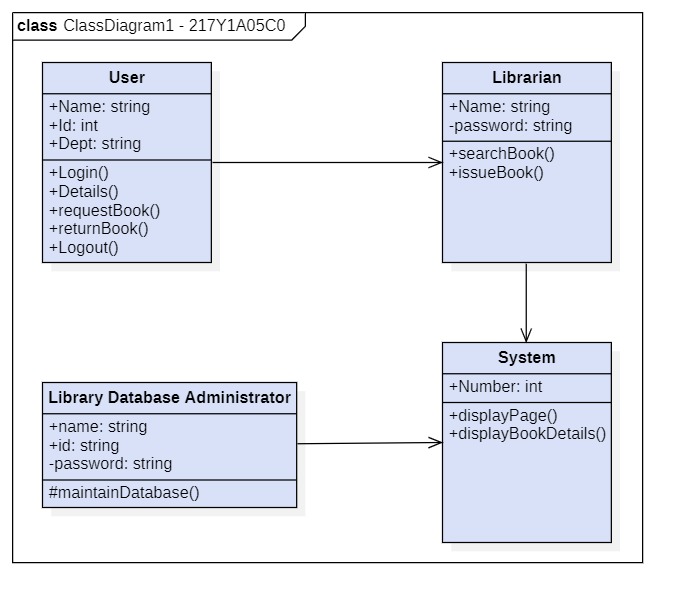 class ClassDiagram1 - 217Y1A05C0
User
+Name: string
+Id: int
+Dept: string
+Login()
+Details()
+requestBook()
+returnBook()
+Logout()
Librarian
+Name: string
-password: string
+searchBook()
+issueBook()
Library Database Administrator
+name: string
+id: string
-password: string
#maintainDatabase()
System
+Number: int
+displayPage()
+displayBookDetails()